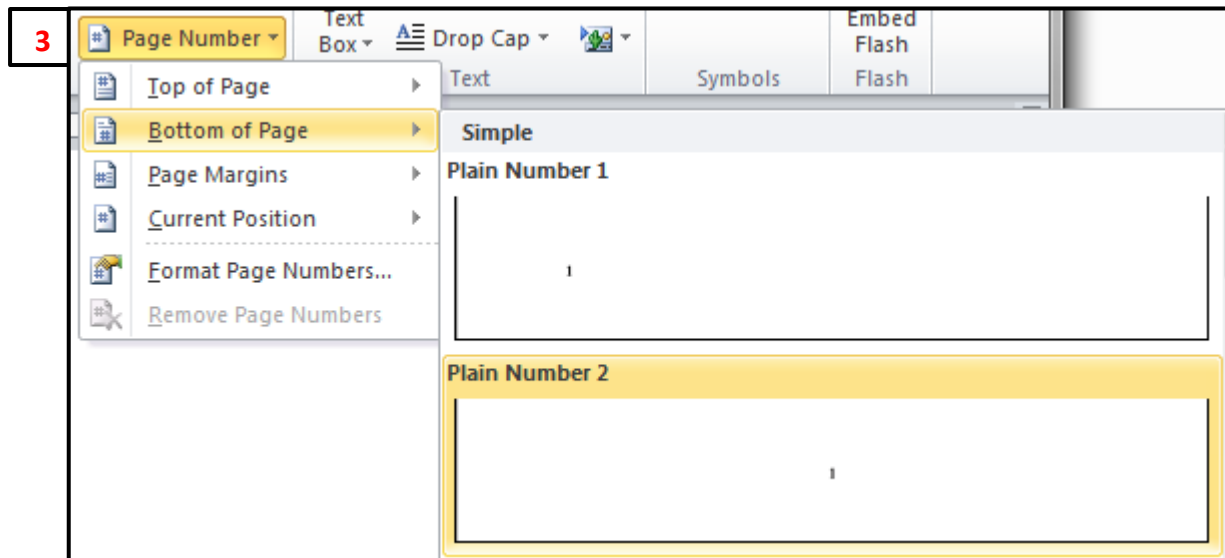 3
Page Number
Text
Box
Drop Cap
Embed
Flash
Text
Symbols
Flash
Top of Page
Bottom of Page
Page Margins
Current Position
Format Page Numbers...
Remove Page Numbers
Simple
Plain Number 1
1
Plain Number 2
1